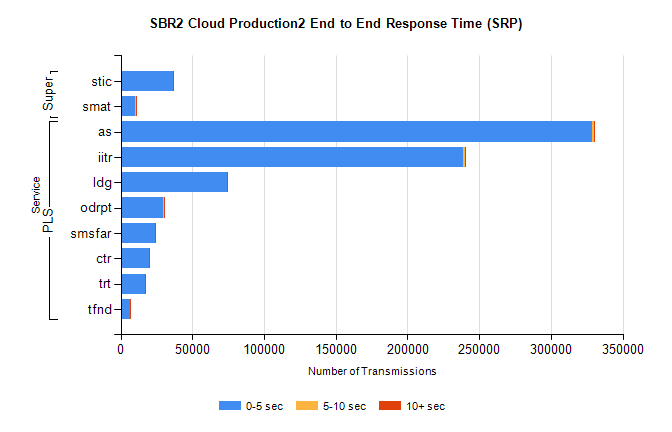 SBR2 Cloud Production2 End to End Response Time (SRP)
Super
stic
smat
Service
PLS
as
iitr
ldg
odrpt
smsfar
ctr
trt
tfnd
0 50000 100000 150000 200000 250000 300000 350000
Number of Transmissions
0-5 sec 5-10 sec 10+ sec